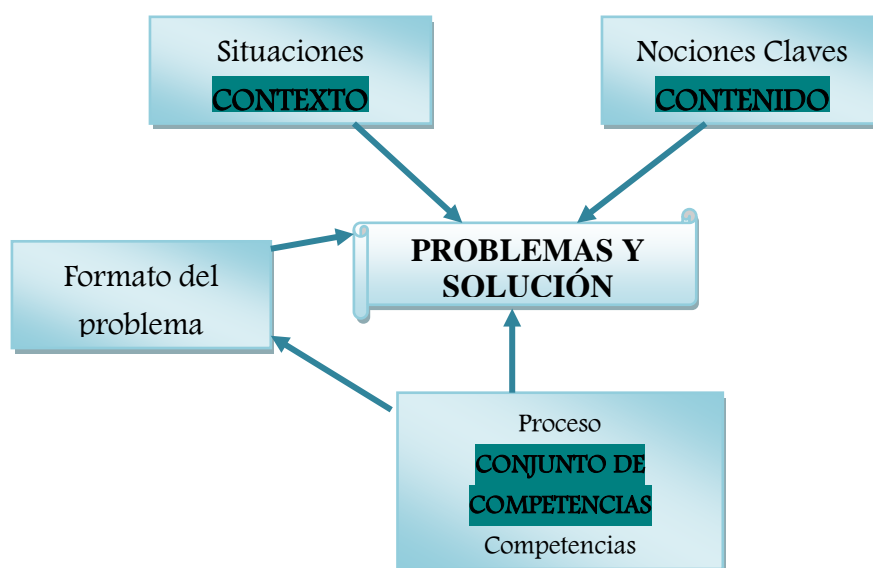 Situaciones
CONTEXTO
Nociones Claves
CONTENIDO
PROBLEMAS Y
SOLUCIÓN
Formato del
problema
Proceso
CONJUNTO DE
COMPETENCIAS
Competencias